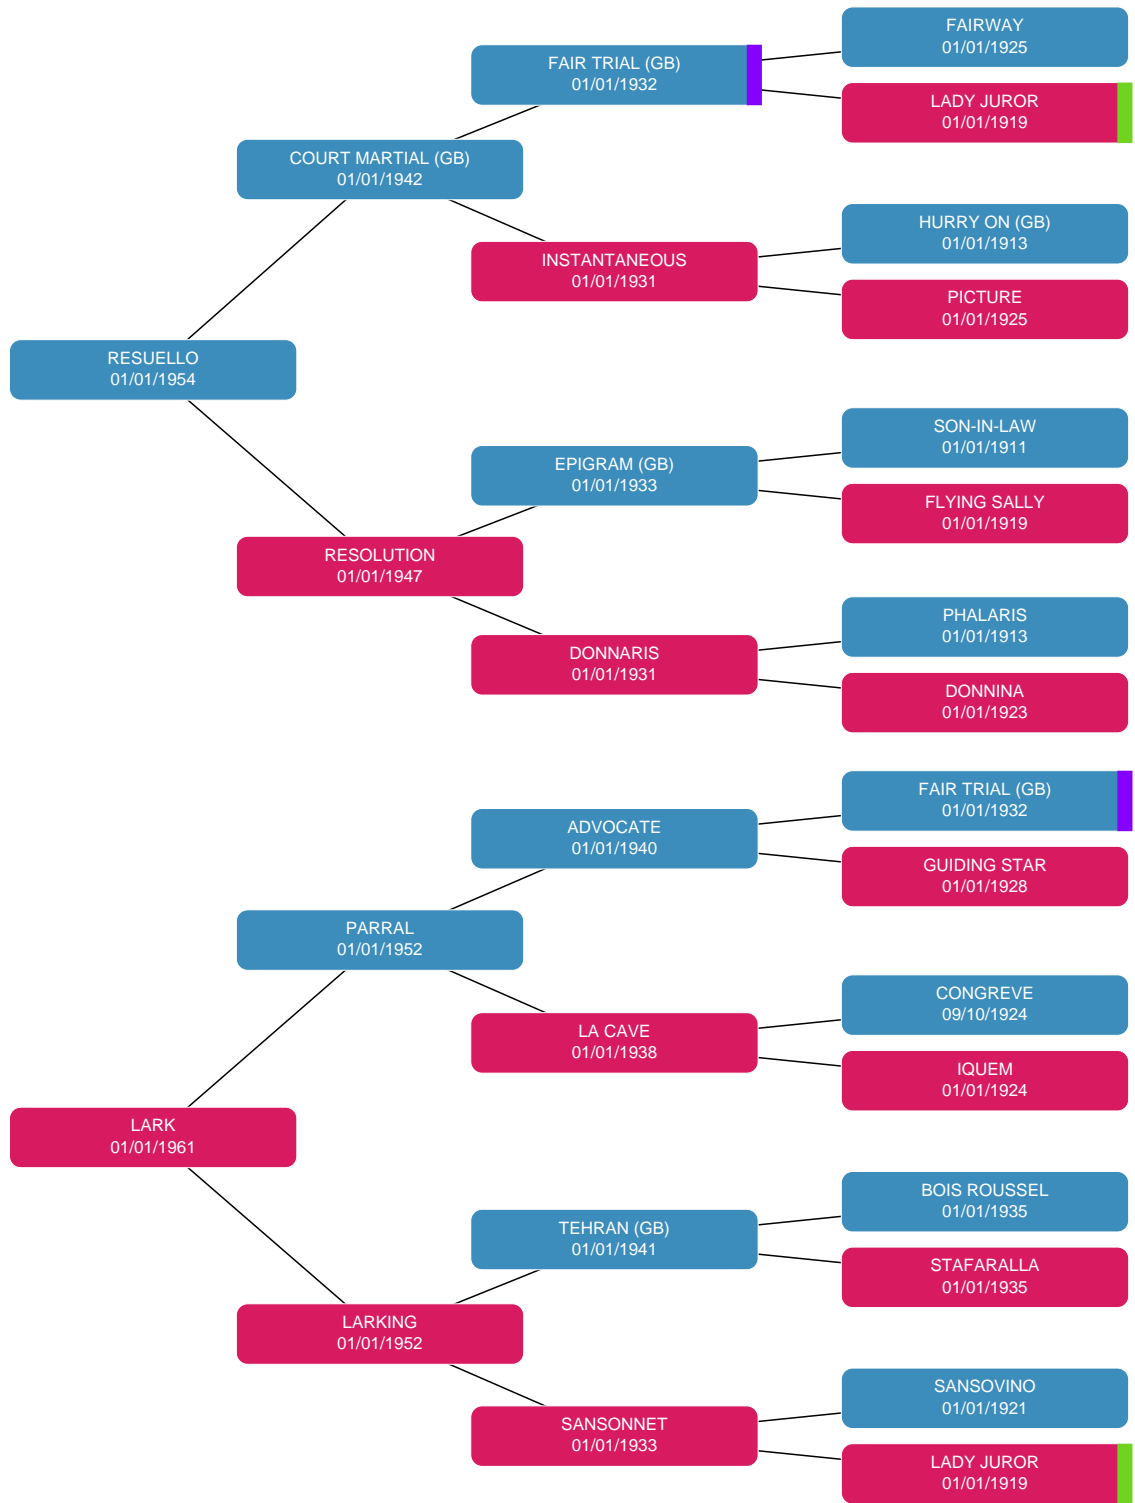 FAIRWAY
01/01/1925
FAIR TRIAL (GB)
01/01/1932
LADY JUROR
01/01/1919
COURT MARTIAL (GB)
01/01/1942
HURRY ON (GB)
01/01/1913
INSTANTANEOUS
01/01/1931
PICTURE
01/01/1925
RESUELLO
01/01/1954
SON-IN-LAW
01/01/1911
EPIGRAM (GB)
01/01/1933
FLYING SALLY
01/01/1919
RESOLUTION
01/01/1947
PHALARIS
01/01/1913
DONNARIS
01/01/1931
DONNINA
01/01/1923
FAIR TRIAL (GB)
01/01/1932
ADVOCATE
01/01/1940
GUIDING STAR
01/01/1928
PARRAL
01/01/1952
CONGREVE
09/10/1924
LA CAVE
01/01/1938
IQUEM
01/01/1924
LARK
01/01/1961
BOIS ROUSSEL
01/01/1935
TEHRAN (GB)
01/01/1941
STAFARALLA
01/01/1935
LARKING
01/01/1952
SANSOVINO
01/01/1921
SANSONNET
01/01/1933
LADY JUROR
01/01/1919